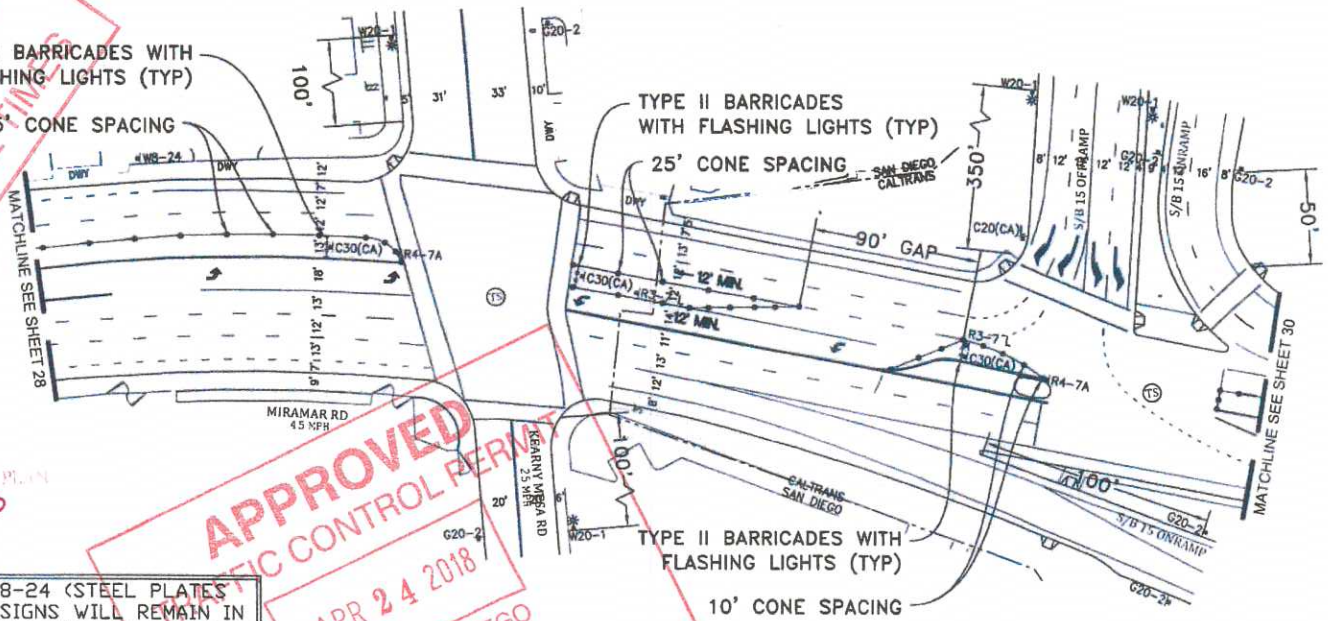 BARRICADES WITH
HING LIGHTS (TYP)
' CONE SPACING
W20-1
G20-2
100'
31'
33'
10'
5'
DWY
W8-24
DWY
MATCHLINE SEE SHEET 28
C30(CA)
R4-7A
18'
13'
9' 7' 13' 12'
MIRAMAR RD
45 MPH
TS
TYPE II BARRICADES
WITH FLASHING LIGHTS (TYP)
25' CONE SPACING
SAN DIEGO
CALTRANS
DWY
90' GAP
12' MIN.
C30(CA)
12' MIN.
350'
W20-1
W20-1
8' 12' 12' 12'
S/B 15 OFFRAMP
G20-2
S/B 15 ONRAMP
16' 8'
G20-2
50'
C20(CA)
R3-7
C30(CA)
R4-7A
TS
MATCHLINE SEE SHEET 30
8' 12' 13' 11'
KEARNY MESA RD
25 MPH
20'
6'
G20-2
W20-1
100'
CALTRANS
SAN DIEGO
100'
G20-2
S/B 15 ONRAMP
G20-2
TYPE II BARRICADES WITH
FLASHING LIGHTS (TYP)
10' CONE SPACING
APPROVED
TRAFFIC CONTROL PERMIT
APR 24 2018
8-24 (STEEL PLATES
SIGNS WILL REMAIN IN